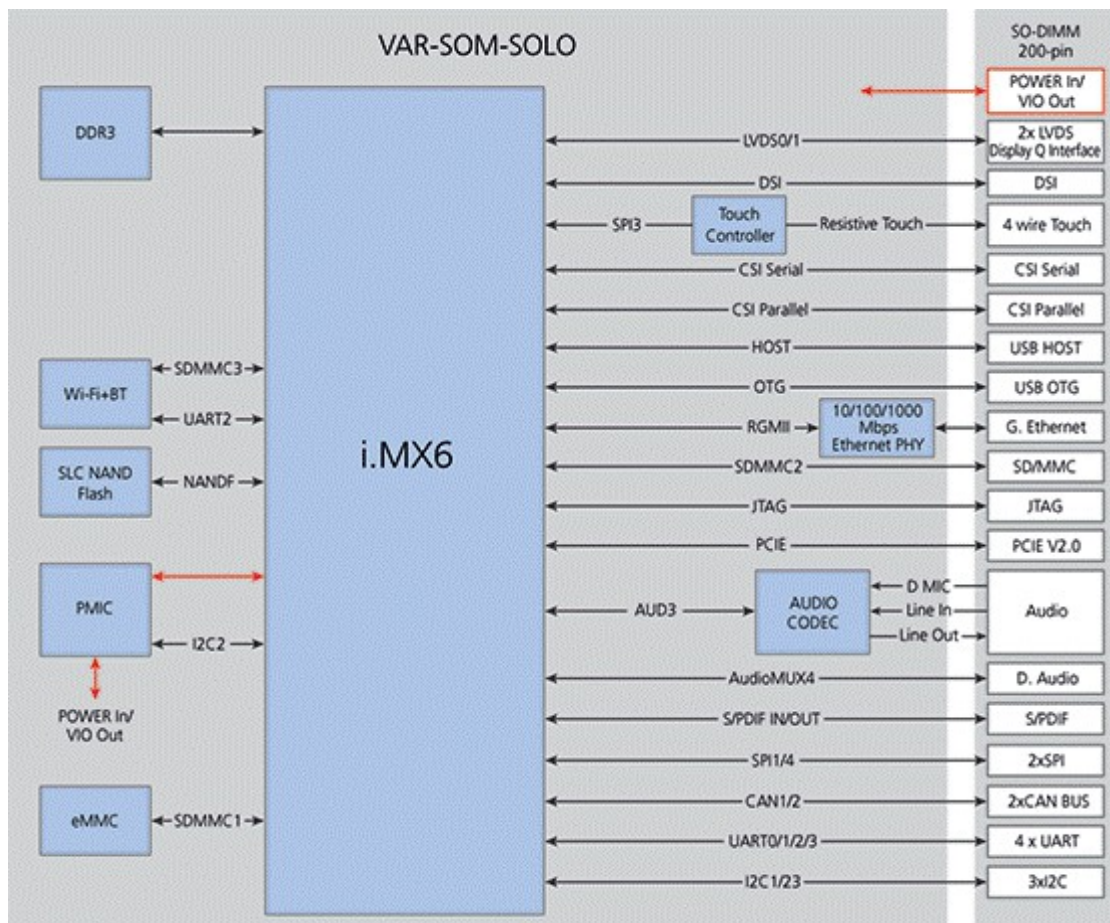 VAR-SOM-SOLO
SO-DIMM
200-pin
POWER In/
VIO Out
DDR3
i.MX6
LVDS0/1
2x LVDS
Display Q Interface
DSI
DSI
SPI3
Touch
Controller
Resistive Touch
4 wire Touch
CSI Serial
CSI Serial
CSI Parallel
CSI Parallel
HOST
USB HOST
OTG
USB OTG
Wi-Fi+BT
SDMMC3
UART2
RGMII
10/100/1000
Mbps
Ethernet PHY
G. Ethernet
SLC NAND
Flash
NANDF
SDMMC2
SD/MMC
JTAG
JTAG
PCIE
PCIE V2.0
PMIC
I2C2
POWER In/
VIO Out
AUD3
AUDIO
CODEC
D MIC
Line In
Line Out
Audio
AudioMUX4
D. Audio
S/PDIF IN/OUT
S/PDIF
SPI1/4
2xSPI
eMMC
SDMMC1
CAN1/2
2xCAN BUS
UART0/1/2/3
4 x UART
I2C1/23
3xI2C